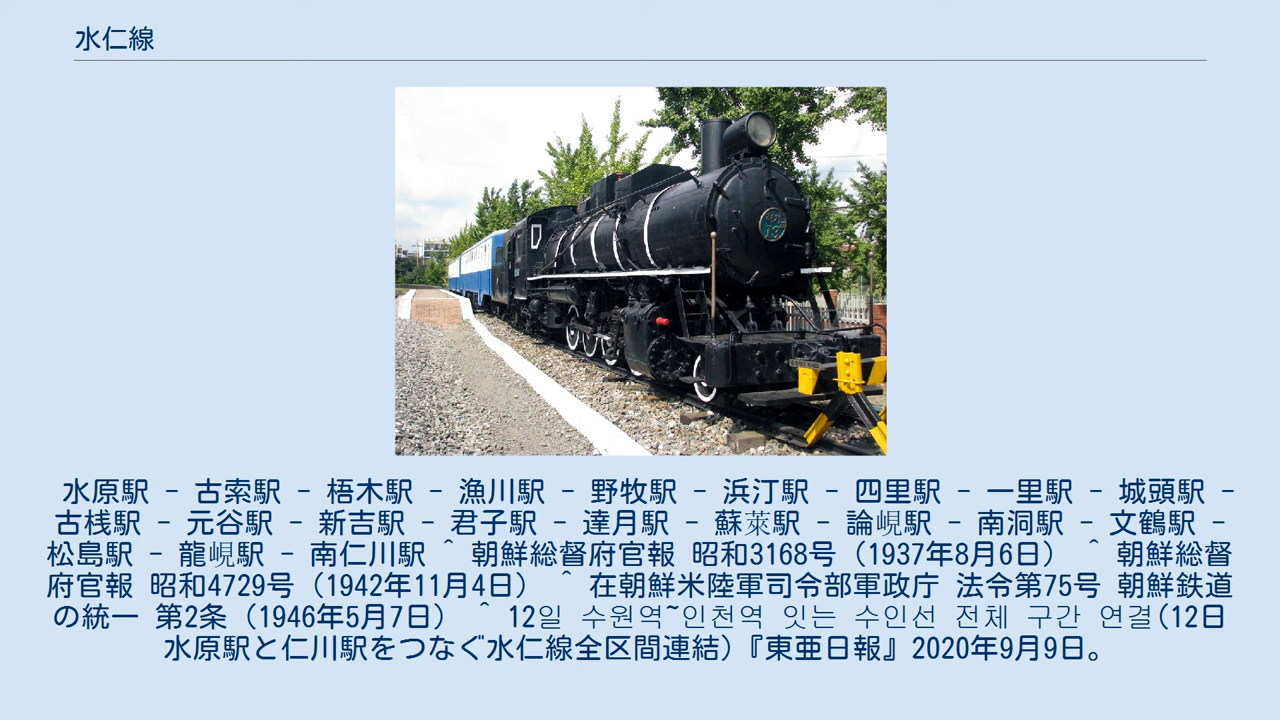 水仁線
水原駅 - 古索駅 - 梧木駅 - 漁川駅 - 野牧駅 - 浜汀駅 - 四里駅 - 一里駅 - 城頭駅 -
古桟駅 - 元谷駅 - 新吉駅 - 君子駅 - 達月駅 - 蘇萊駅 - 論峴駅 - 南洞駅 - 文鶴駅 -
松島駅 - 龍峴駅 - 南仁川駅 ^ 朝鮮総督府官報 昭和3168号（1937年8月6日） ^ 朝鮮総督
府官報 昭和4729号（1942年11月4日） ^ 在朝鮮米陸軍司令部軍政庁 法令第75号 朝鮮鉄道
の統一 第2条（1946年5月7日） ^ 12일 수원역~인천역 잇는 수인선 전체 구간 연결(12日
水原駅と仁川駅をつなぐ水仁線全区間連結)『東亜日報』2020年9月9日。